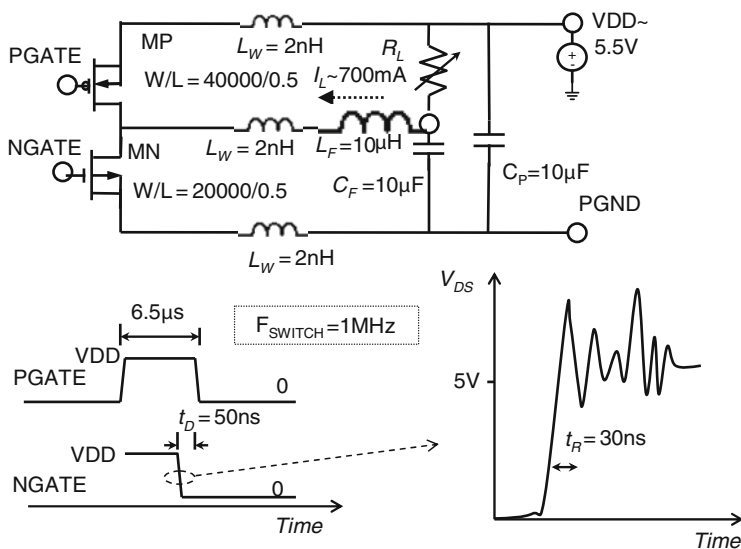 MP
L_W = 2nH
R_L
VDD~
5.5V
+
-
PGATE
W/L = 40000/0.5
I_L~700mA
NGATE
MN
W/L = 20000/0.5
L_W = 2nH
L_F = 10µH
C_F = 10µF
C_P = 10µF
PGND
L_W = 2nH
6.5µs
F_SWITCH = 1MHz
VDD
PGATE
0
t_D = 50ns
VDD
NGATE
0
Time
V_DS
5V
t_R = 30ns
Time